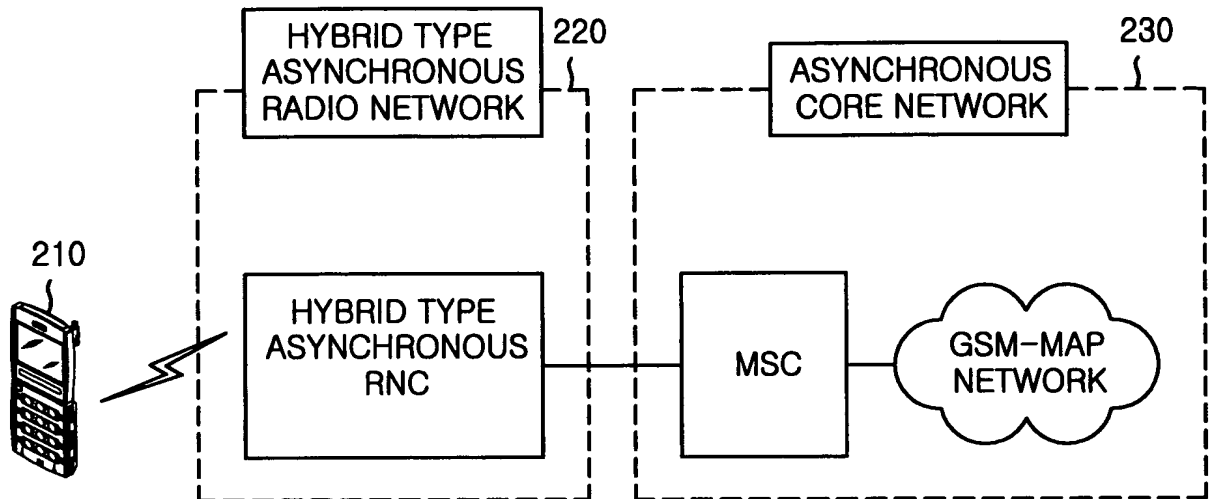 HYBRID TYPE
ASYNCHRONOUS
RADIO NETWORK
220
ASYNCHRONOUS
CORE NETWORK
230
210
HYBRID TYPE
ASYNCHRONOUS
RNC
MSC
GSM-MAP
NETWORK